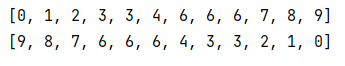 [0, 1, 2, 3, 3, 4, 6, 6, 6, 7, 8, 9]
[9, 8, 7, 6, 6, 6, 4, 3, 3, 2, 1, 0]